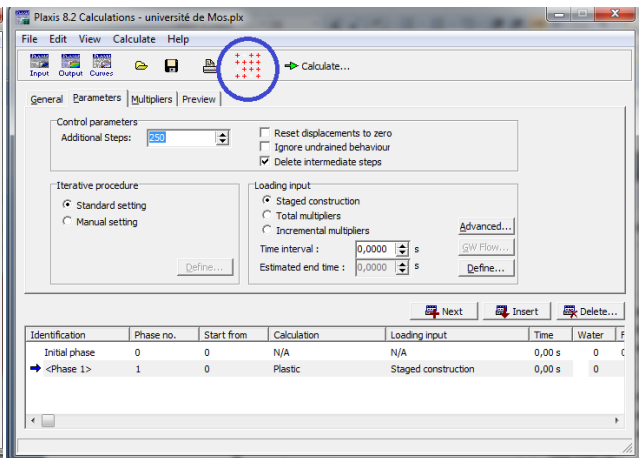 Plaxis 8.2 Calculations - université de Mos.plx
File Edit View Calculate Help
Input Output Curves Calculate...
General Parameters Multipliers Preview
Control parameters
Additional Steps: 250
Reset displacements to zero
Ignore undrained behaviour
Delete intermediate steps
Iterative procedure
Standard setting
Manual setting
Define...
Loading input
Staged construction
Total multipliers
Incremental multipliers
Advanced...
Time interval : 0,0000 s GW Flow...
Estimated end time : 0,0000 s Define...
Next Insert Delete...
Identification Phase no. Start from Calculation Loading input Time Water
Initial phase 0 0 N/A N/A 0,00 s 0
<Phase 1> 1 0 Plastic Staged construction 0,00 s 0